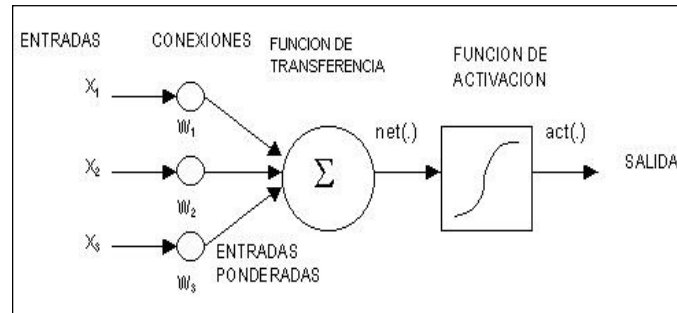 ENTRADAS
CONEXIONES
FUNCION DE
TRANSFERENCIA
FUNCION DE
ACTIVACION
X₁
W₁
net(.)
act(.)
X₂
W₂
Σ
SALIDA
X₃
W₃
ENTRADAS
PONDERADAS